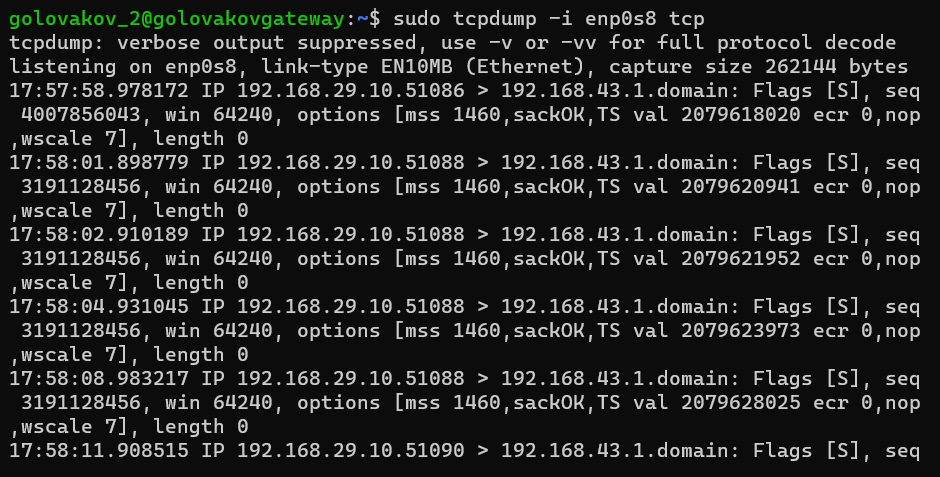 golovakov_2@golovakovgateway:~$ sudo tcpdump -i enp0s8 tcp
tcpdump: verbose output suppressed, use -v or -vv for full protocol decode
listening on enp0s8, link-type EN10MB (Ethernet), capture size 262144 bytes
17:57:58.978172 IP 192.168.29.10.51086 > 192.168.43.1.domain: Flags [S], seq
 4007856043, win 64240, options [mss 1460,sackOK,TS val 2079618020 ecr 0,nop
,wscale 7], length 0
17:58:01.898779 IP 192.168.29.10.51088 > 192.168.43.1.domain: Flags [S], seq
 3191128456, win 64240, options [mss 1460,sackOK,TS val 2079620941 ecr 0,nop
,wscale 7], length 0
17:58:02.910189 IP 192.168.29.10.51088 > 192.168.43.1.domain: Flags [S], seq
 3191128456, win 64240, options [mss 1460,sackOK,TS val 2079621952 ecr 0,nop
,wscale 7], length 0
17:58:04.931045 IP 192.168.29.10.51088 > 192.168.43.1.domain: Flags [S], seq
 3191128456, win 64240, options [mss 1460,sackOK,TS val 2079623973 ecr 0,nop
,wscale 7], length 0
17:58:08.983217 IP 192.168.29.10.51088 > 192.168.43.1.domain: Flags [S], seq
 3191128456, win 64240, options [mss 1460,sackOK,TS val 2079628025 ecr 0,nop
,wscale 7], length 0
17:58:11.908515 IP 192.168.29.10.51090 > 192.168.43.1.domain: Flags [S], seq